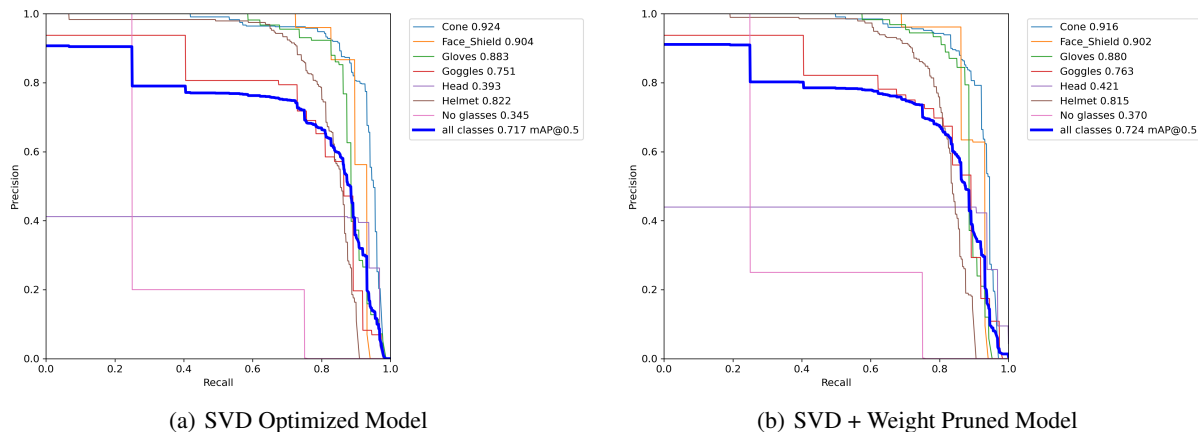 1.0
0.8
0.6
0.4
0.2
0.0
Precision
0.0 0.2 0.4 0.6 0.8 1.0
Recall
Cone 0.924
Face_Shield 0.904
Gloves 0.883
Goggles 0.751
Head 0.393
Helmet 0.822
No glasses 0.345
all classes 0.717 mAP@0.5
(a) SVD Optimized Model
1.0
0.8
0.6
0.4
0.2
0.0
Precision
0.0 0.2 0.4 0.6 0.8 1.0
Recall
Cone 0.916
Face_Shield 0.902
Gloves 0.880
Goggles 0.763
Head 0.421
Helmet 0.815
No glasses 0.370
all classes 0.724 mAP@0.5
(b) SVD + Weight Pruned Model